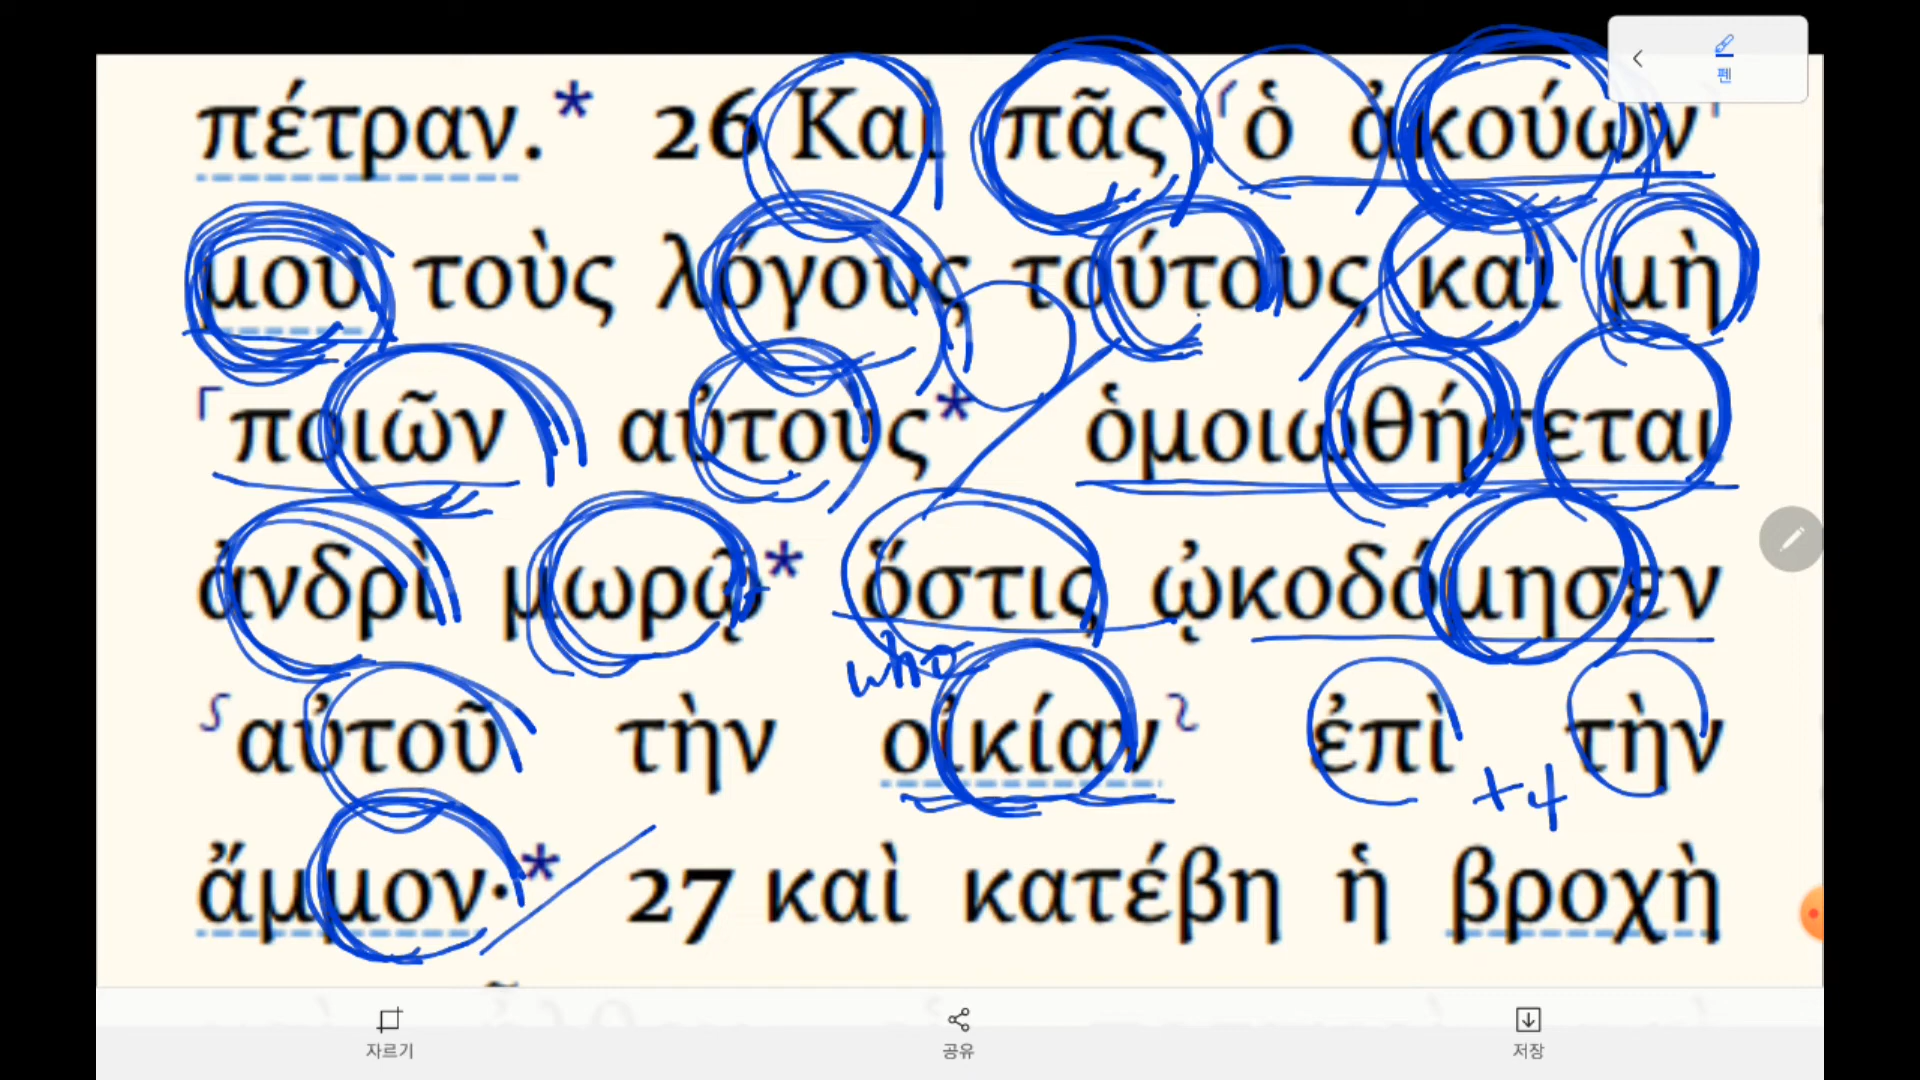 펜
πέτραν.* 26 Καὶ πᾶς ⸀ὁ ἀκούων⸃
μου τοὺς λόγους τούτους καὶ μὴ
⸀ποιῶν αὐτους* ὁμοιωθήσεται
ἀνδρὶ μωρῷ* ὅστις ᾠκοδόμησεν
who
⸂αὐτοῦ τὴν οἰκίαν⸃ ἐπὶ τὴν
+4
ἄμμον·* 27 καὶ κατέβη ἡ βροχὴ
자르기 공유 저장